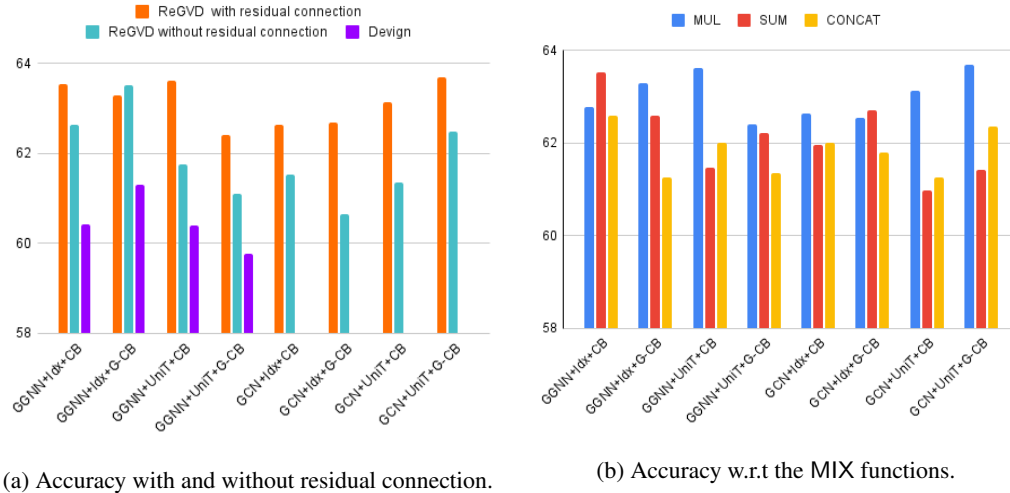 ReGVD with residual connection
ReGVD without residual connection
Devign
64
62
60
58
GGNN+Idx+CB
GGNN+Idx+G-CB
GGNN+UniT+CB
GGNN+UniT+G-CB
GCN+Idx+CB
GCN+Idx+G-CB
GCN+UniT+CB
GCN+UniT+G-CB
(a) Accuracy with and without residual connection.
MUL
SUM
CONCAT
64
62
60
58
GGNN+Idx+CB
GGNN+Idx+G-CB
GGNN+UniT+CB
GGNN+UniT+G-CB
GCN+Idx+CB
GCN+Idx+G-CB
GCN+UniT+CB
GCN+UniT+G-CB
(b) Accuracy w.r.t the MIX functions.